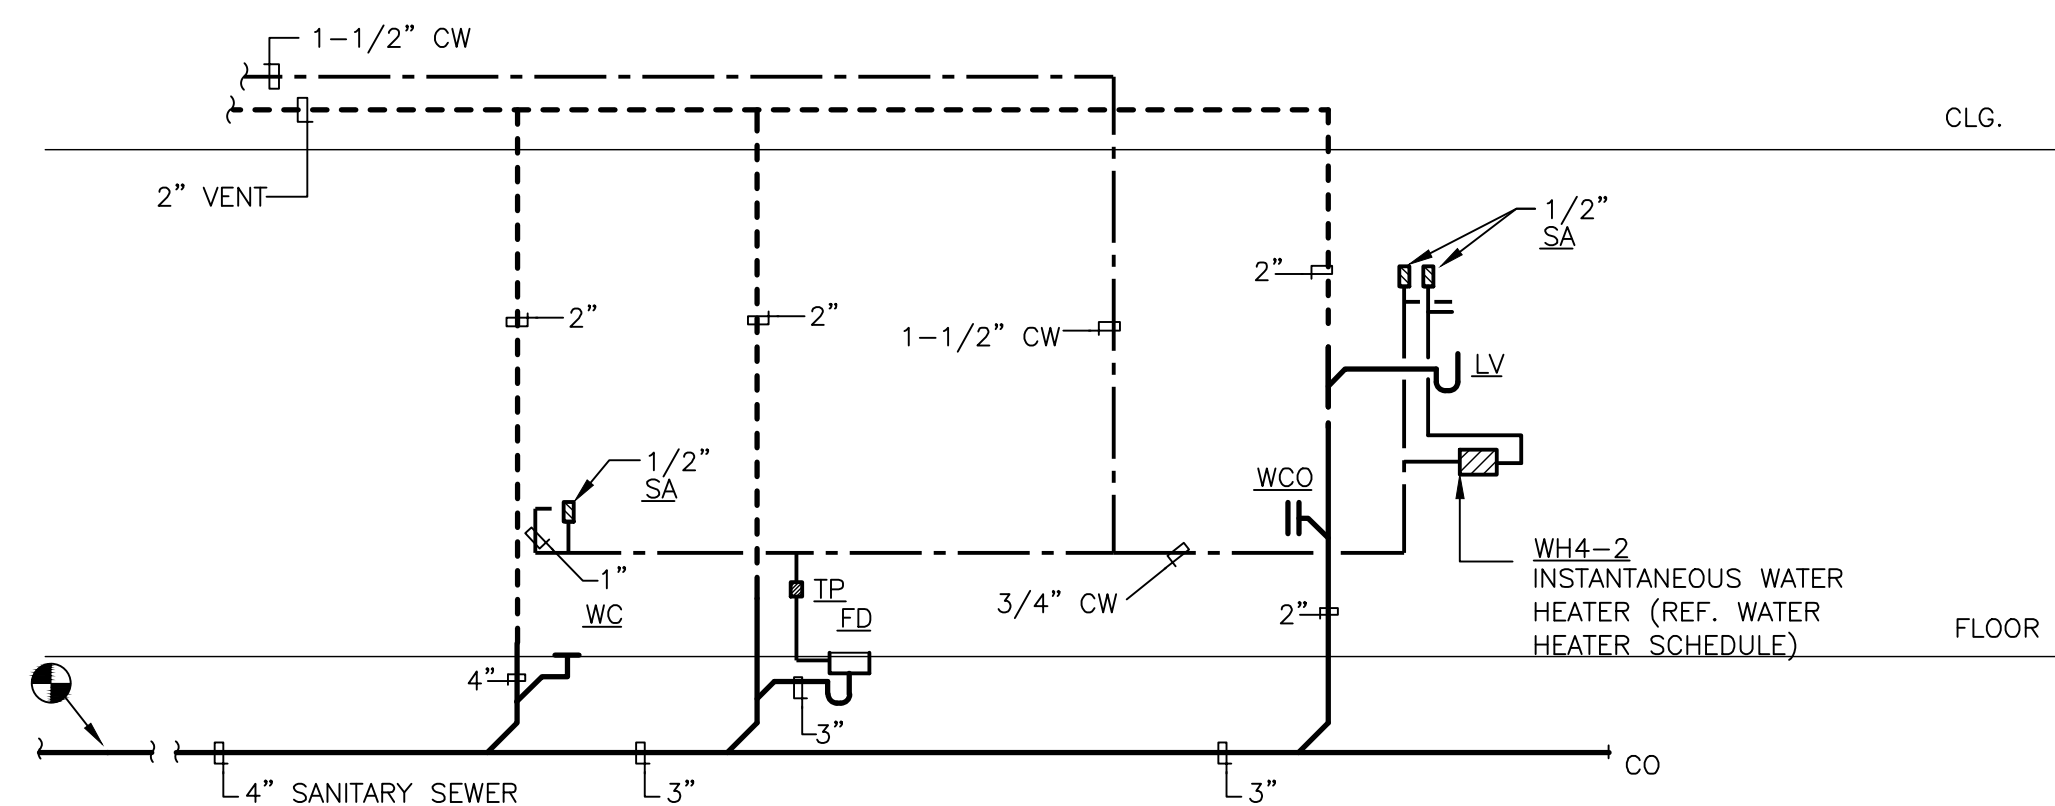 1-1/2” CW
CLG.
2” VENT
1/2”
SA
2”
2”
2”
1-1/2” CW
LV
1/2”
SA
WCO
WH4-2
INSTANTANEOUS WATER
HEATER (REF. WATER
HEATER SCHEDULE)
1”
WC
TP
FD
3/4” CW
2”
FLOOR
4”
3”
4” SANITARY SEWER
3”
3”
CO